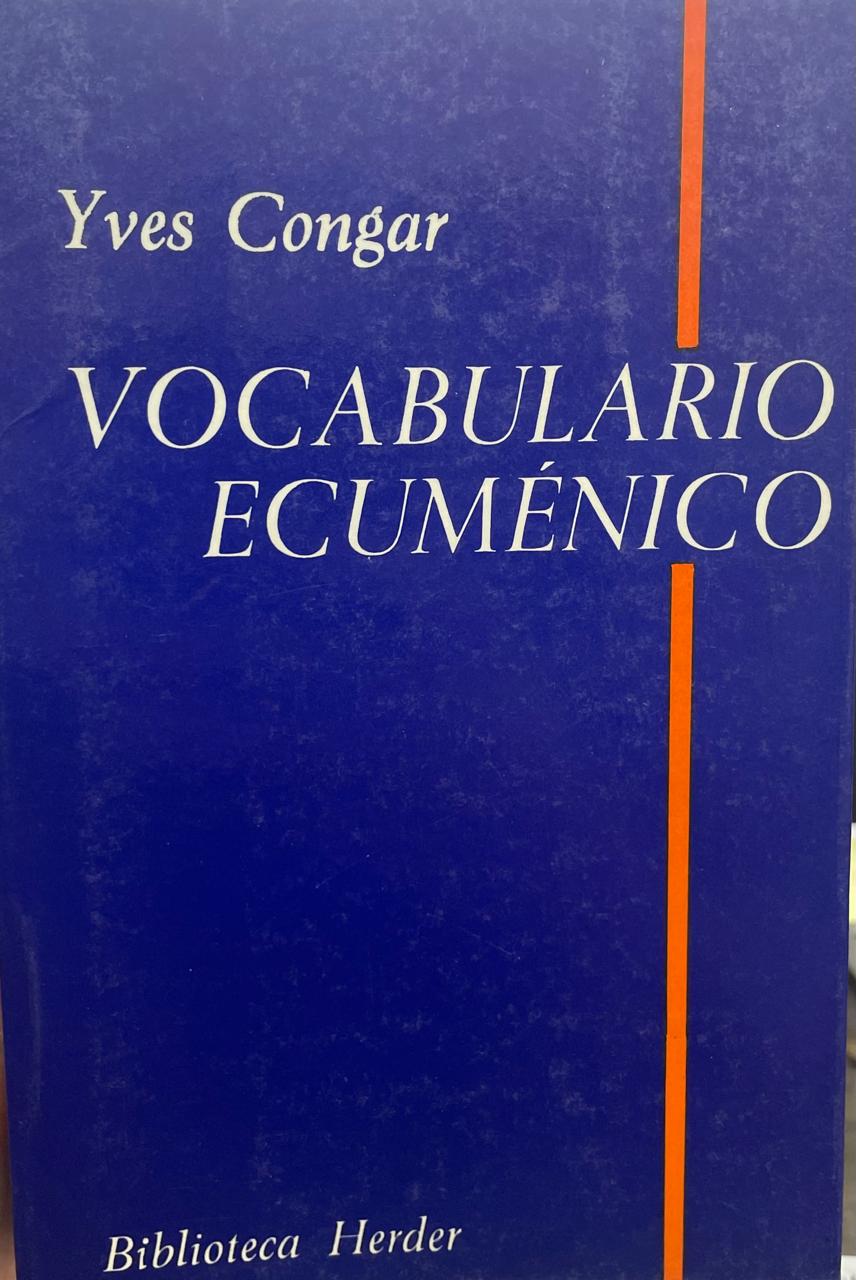 Yves Congar
VOCABULARIO
ECUMÉNICO
Biblioteca Herder